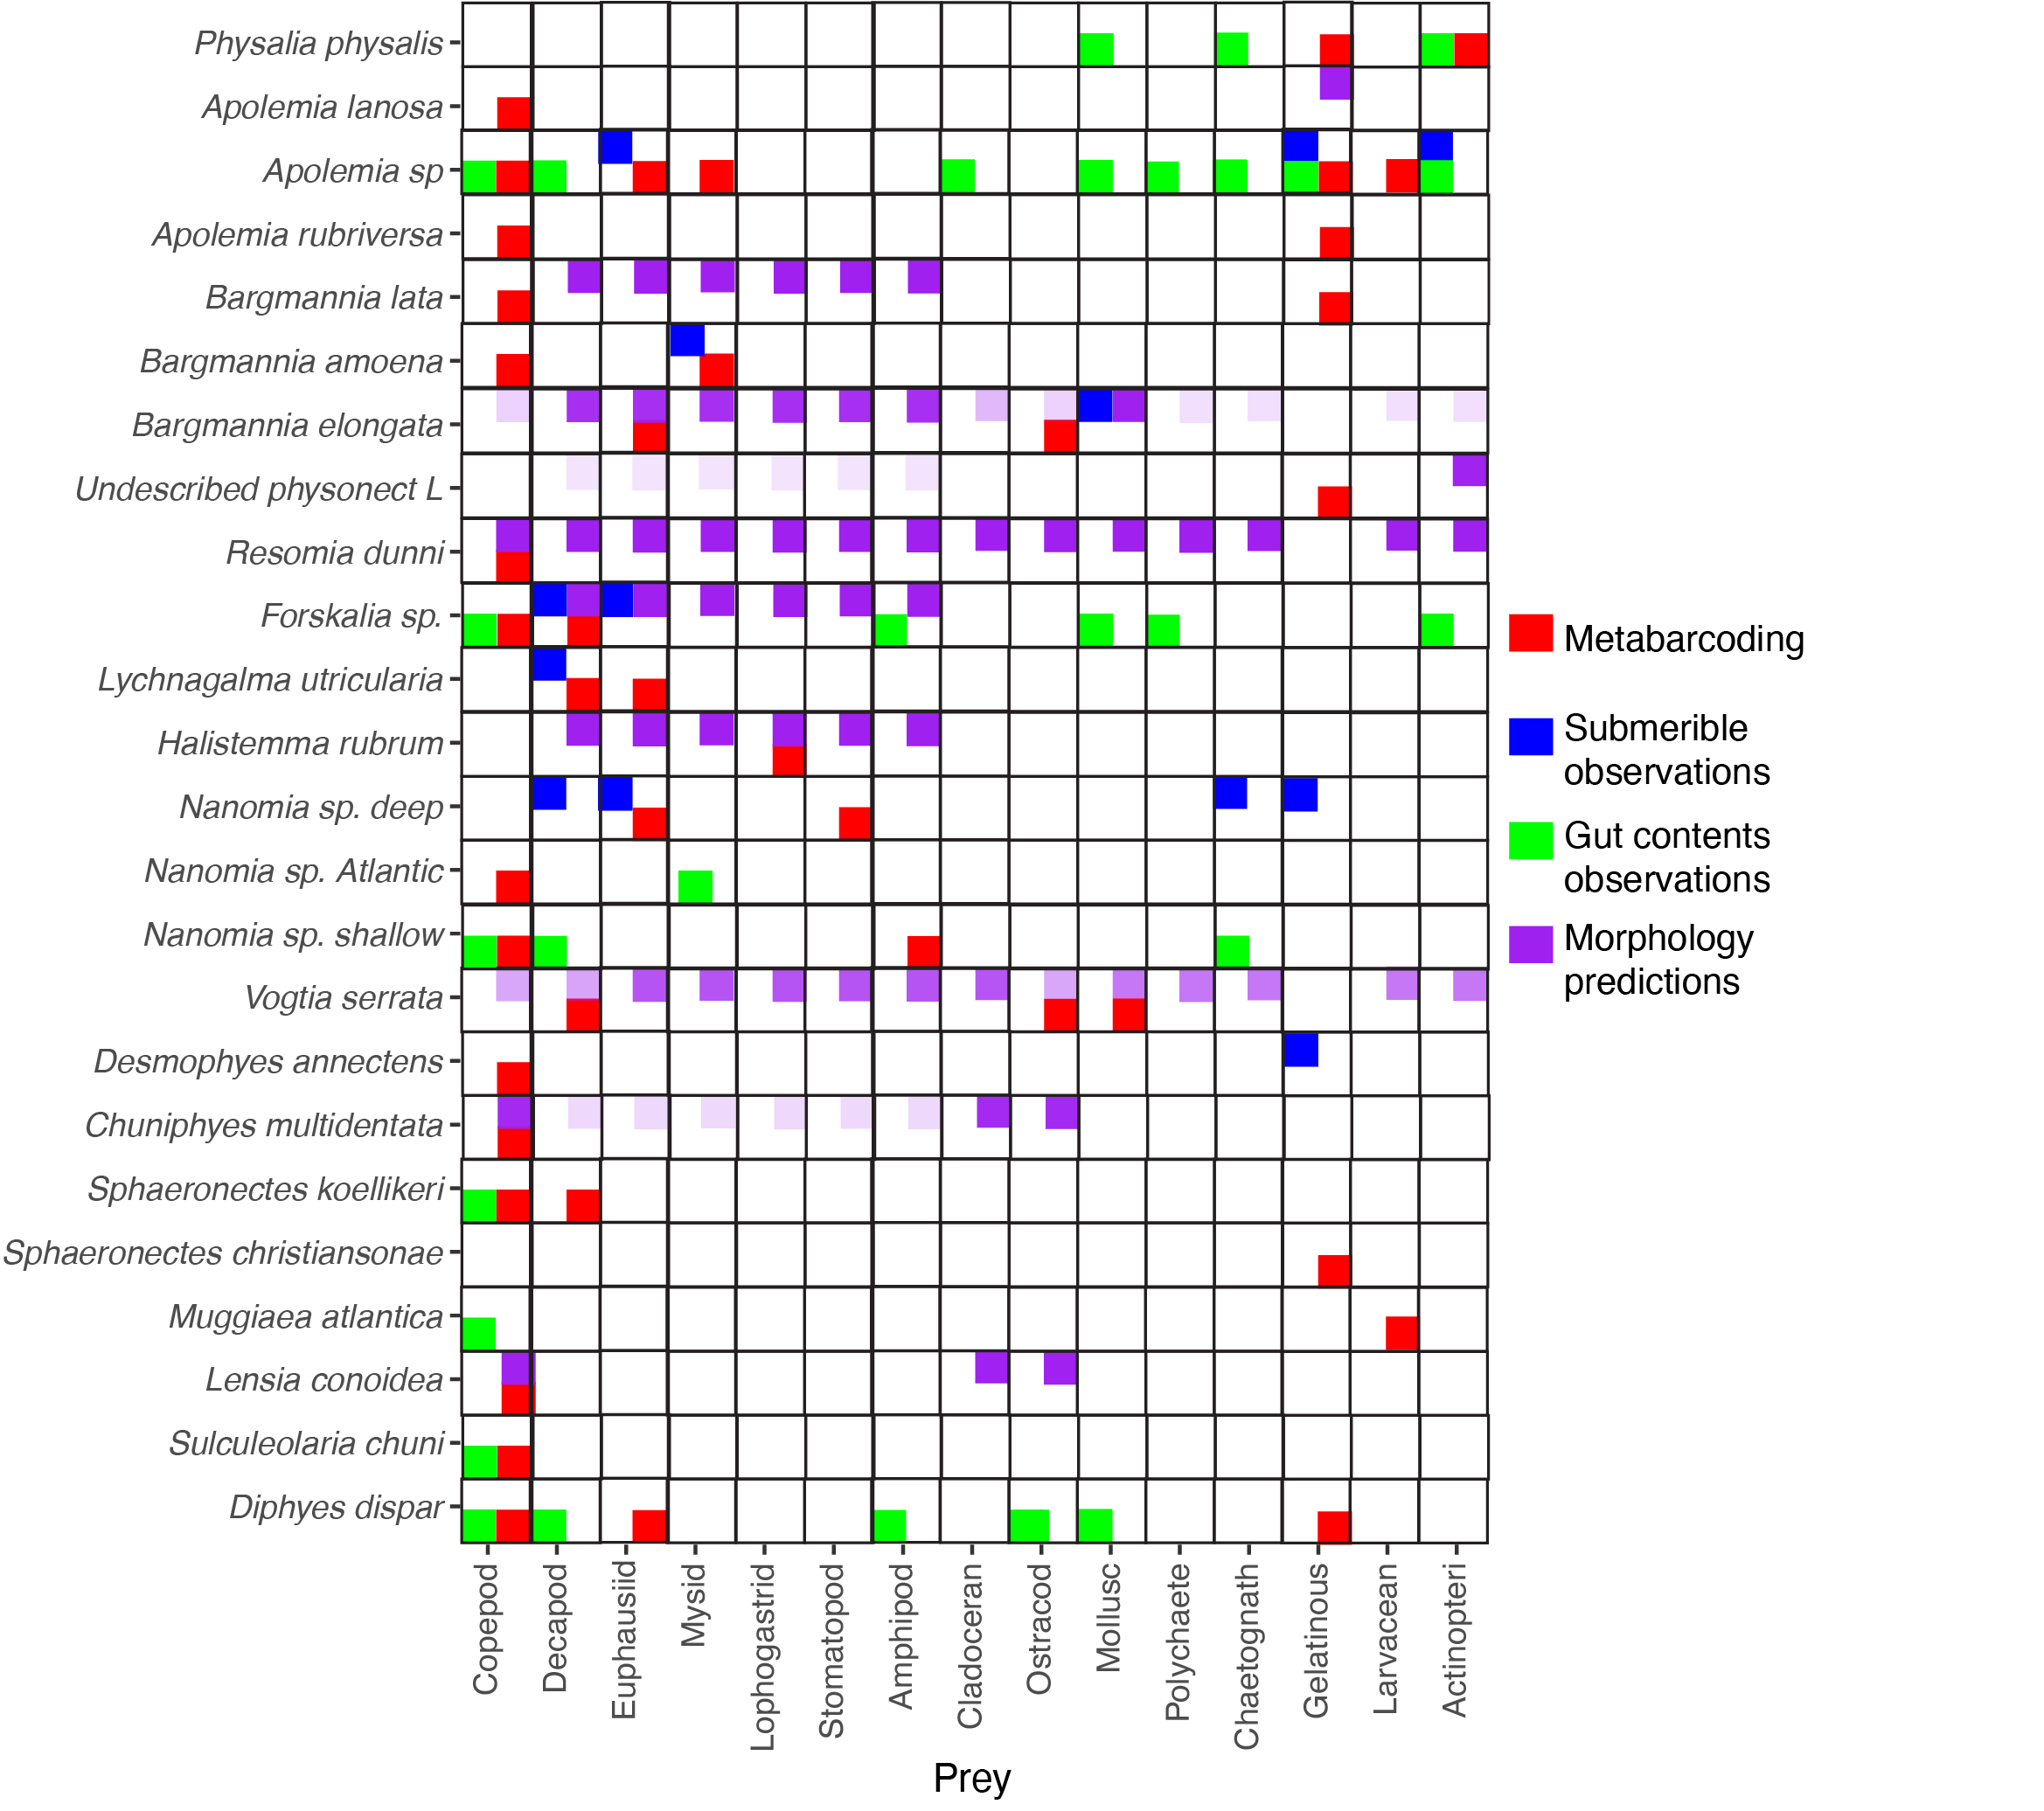 Physalia physalis
Apolemia lanosa
Apolemia sp
Apolemia rubriversa
Bargmannia lata
Bargmannia amoena
Bargmannia elongata
Undescribed physonect L
Resomia dunni
Forskalia sp.
Lychnagalma utricularia
Halistemma rubrum
Nanomia sp. deep
Nanomia sp. Atlantic
Nanomia sp. shallow
Vogtia serrata
Desmophyes annectens
Chuniphyes multidentata
Sphaeronectes koellikeri
Sphaeronectes christiansonae
Muggiaea atlantica
Lensia conoidea
Sulculeolaria chuni
Diphyes dispar
Copepod
Decapod
Euphausiid
Mysid
Lophogastrid
Stomatopod
Amphipod
Cladoceran
Ostracod
Mollusc
Polychaete
Chaetognath
Gelatinous
Larvacean
Actinopteri
Prey
Metabarcoding
Submerible
observations
Gut contents
observations
Morphology
predictions